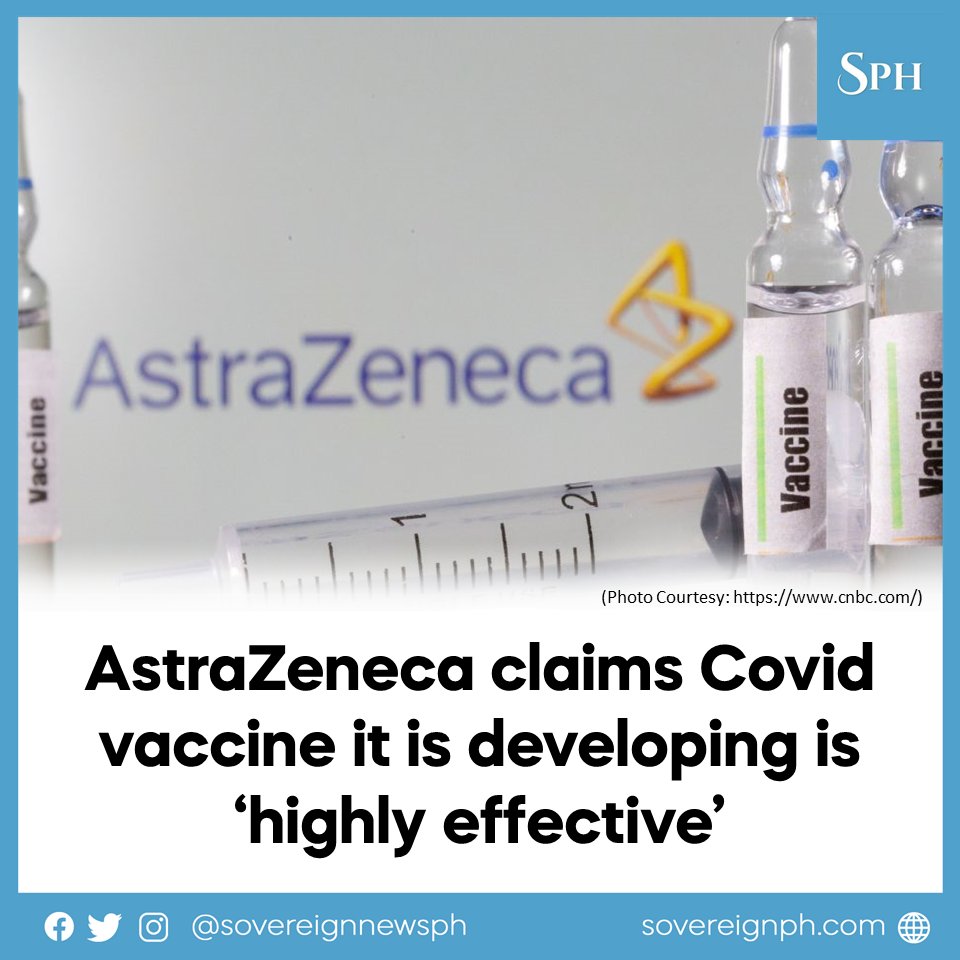 SPH
AstraZeneca
Vaccine
Vaccine
Vaccine
1
2m
(Photo Courtesy: https://www.cnbc.com/)
AstraZeneca claims Covid
vaccine it is developing is
‘highly effective’
@sovereignnewsph
sovereignph.com